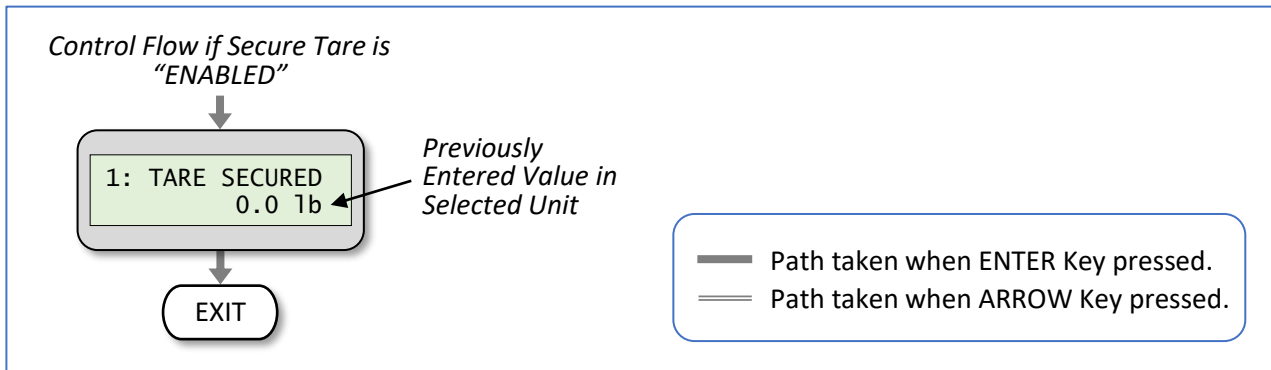 Control Flow if Secure Tare is
“ENABLED”
1: TARE SECURED
0.0 lb
Previously
Entered Value in
Selected Unit
EXIT
Path taken when ENTER Key pressed.
Path taken when ARROW Key pressed.